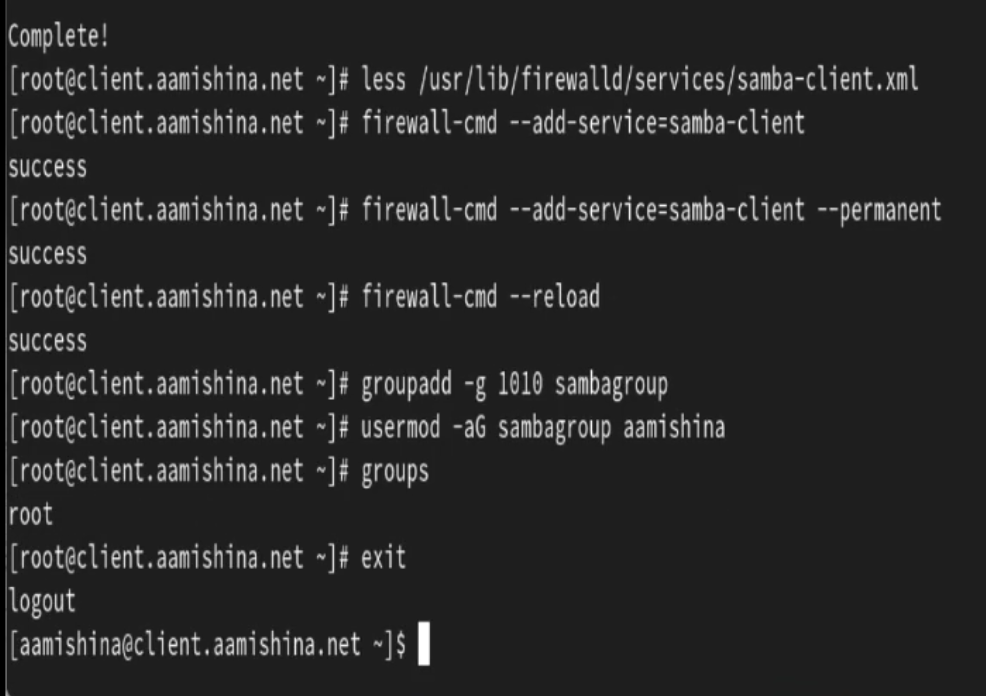 Complete!
[root@client.aamishina.net ~]# less /usr/lib/firewalld/services/samba-client.xml
[root@client.aamishina.net ~]# firewall-cmd --add-service=samba-client
success
[root@client.aamishina.net ~]# firewall-cmd --add-service=samba-client --permanent
success
[root@client.aamishina.net ~]# firewall-cmd --reload
success
[root@client.aamishina.net ~]# groupadd -g 1010 sambagroup
[root@client.aamishina.net ~]# usermod -aG sambagroup aamishina
[root@client.aamishina.net ~]# groups
root
[root@client.aamishina.net ~]# exit
logout
[aamishina@client.aamishina.net ~]$